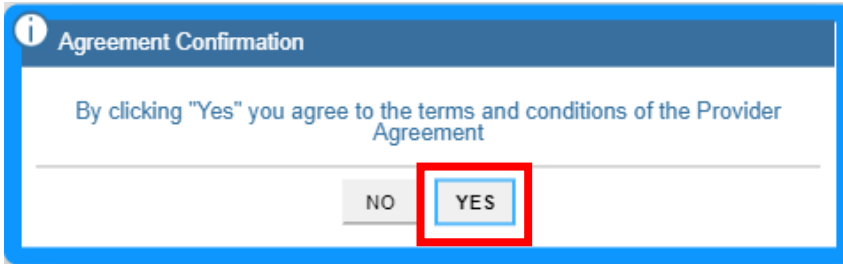 Agreement Confirmation
By clicking "Yes" you agree to the terms and conditions of the Provider
Agreement
NO YES